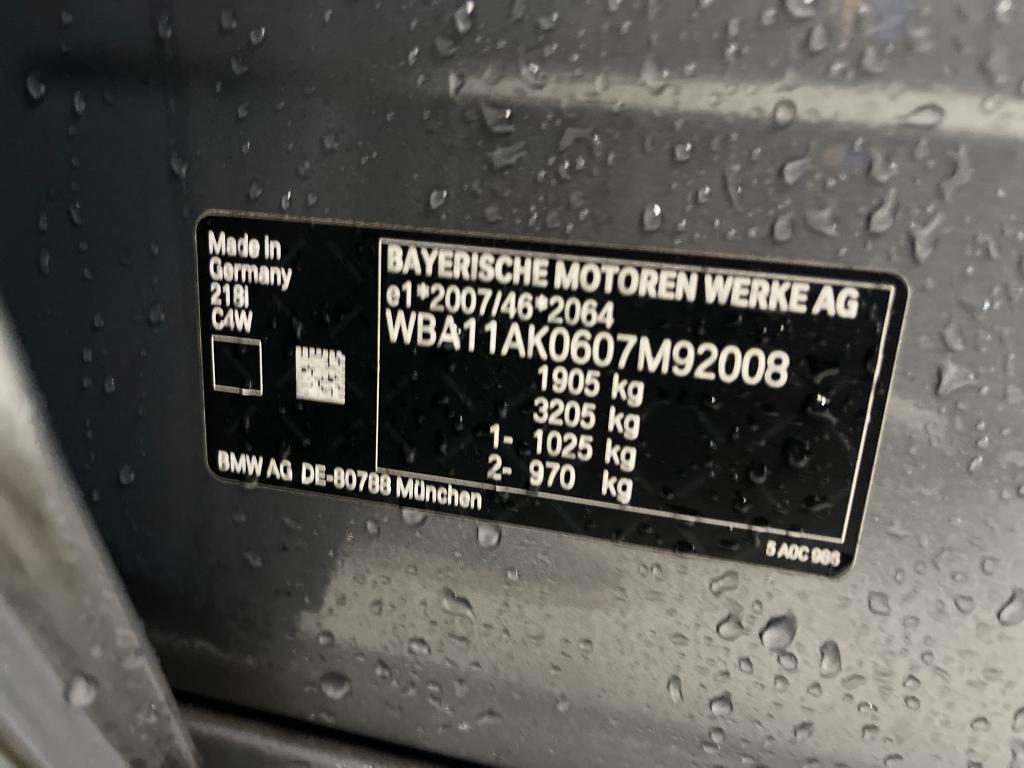 Made in
Germany
218i
C4W
BAYERISCHE MOTOREN WERKE AG
e1*2007/46*2064
WBA11AK0607M92008
1905 kg
3205 kg
1- 1025 kg
2- 970 kg
BMW AG DE-80788 München
5 A0C 986